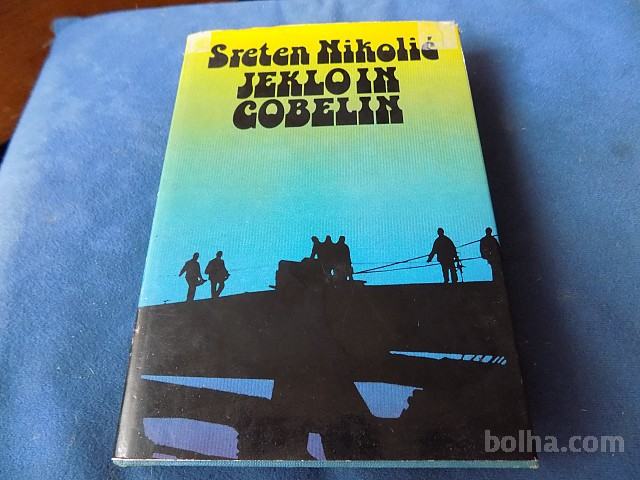 Sreten Nikolić
JEKLO IN
GOBELIN
bolha.com